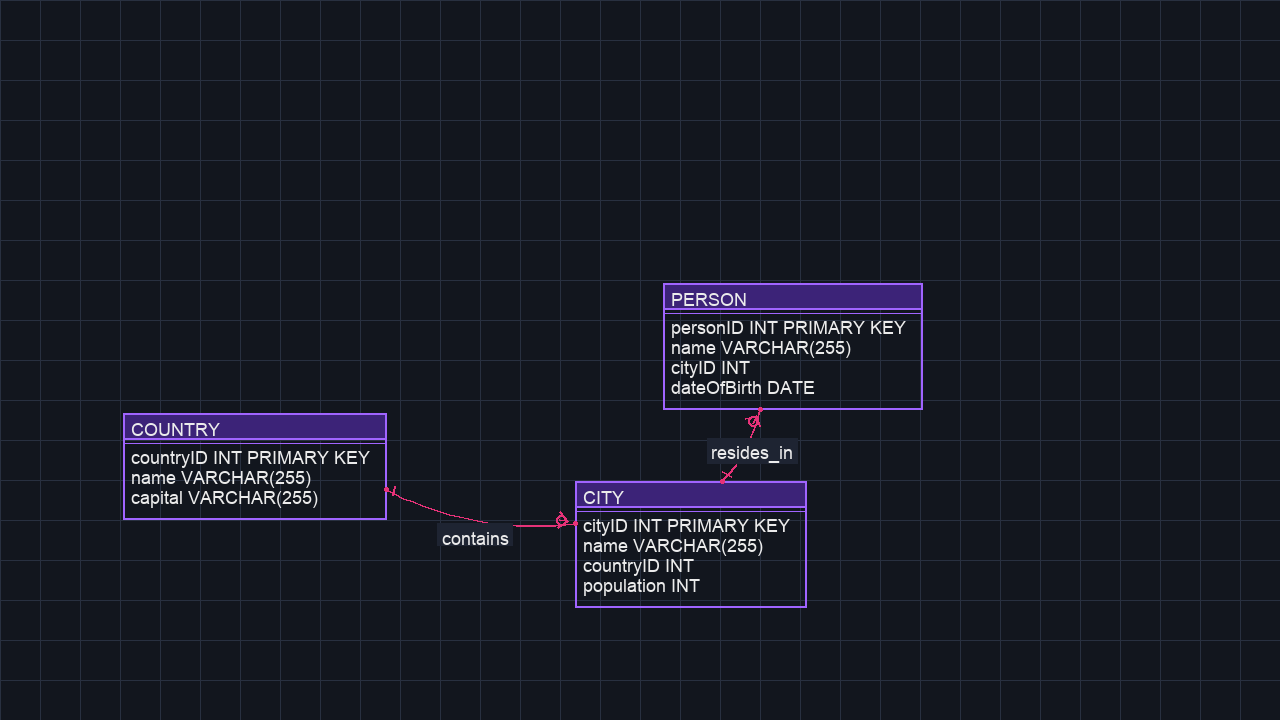 PERSON
personID INT PRIMARY KEY
name VARCHAR(255)
cityID INT
dateOfBirth DATE
COUNTRY
countryID INT PRIMARY KEY
name VARCHAR(255)
capital VARCHAR(255)
resides_in
contains
CITY
cityID INT PRIMARY KEY
name VARCHAR(255)
countryID INT
population INT